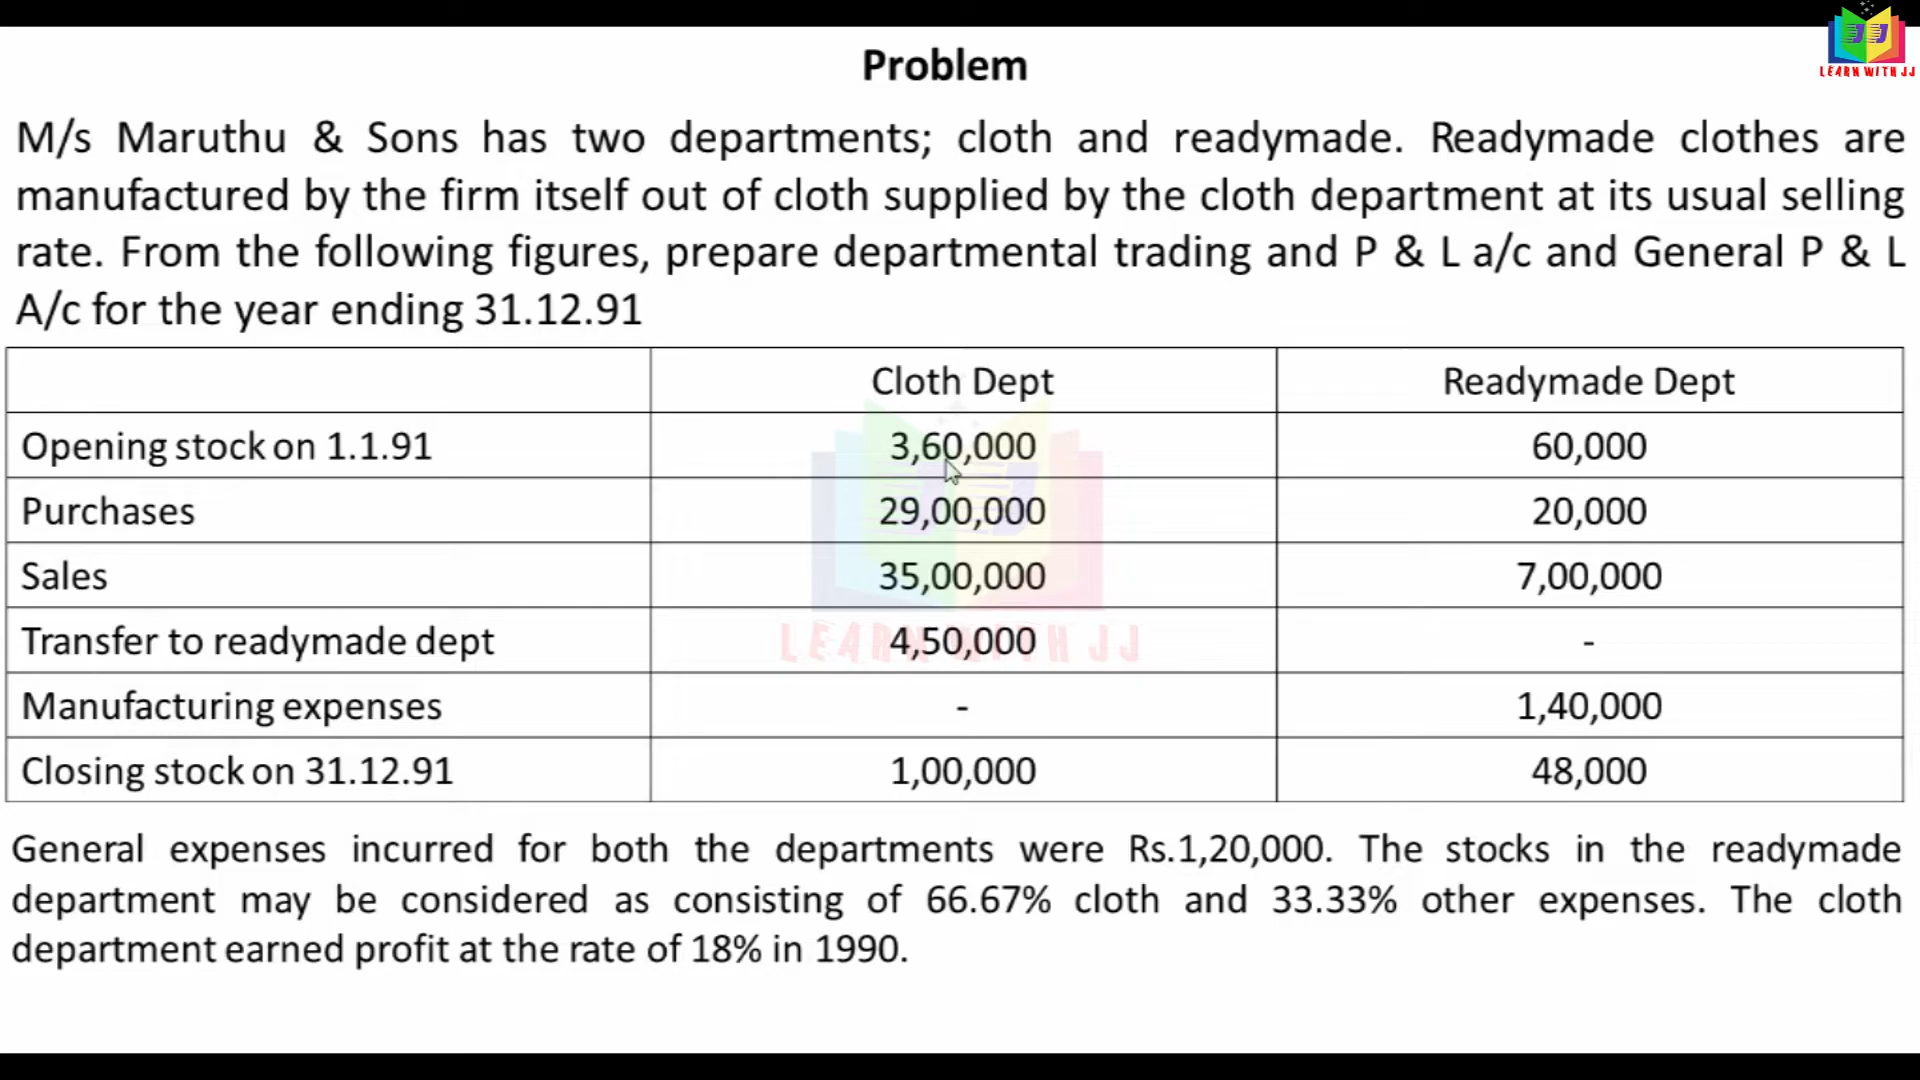 LEARN WITH JJ
Problem
M/s Maruthu & Sons has two departments; cloth and readymade. Readymade clothes are
manufactured by the firm itself out of cloth supplied by the cloth department at its usual selling
rate. From the following figures, prepare departmental trading and P & L a/c and General P & L
A/c for the year ending 31.12.91
Cloth Dept Readymade Dept
Opening stock on 1.1.91 3,60,000 60,000
Purchases 29,00,000 20,000
Sales 35,00,000 7,00,000
Transfer to readymade dept 4,50,000 -
LEARN WITH JJ
Manufacturing expenses - 1,40,000
Closing stock on 31.12.91 1,00,000 48,000
General expenses incurred for both the departments were Rs.1,20,000. The stocks in the readymade
department may be considered as consisting of 66.67% cloth and 33.33% other expenses. The cloth
department earned profit at the rate of 18% in 1990.